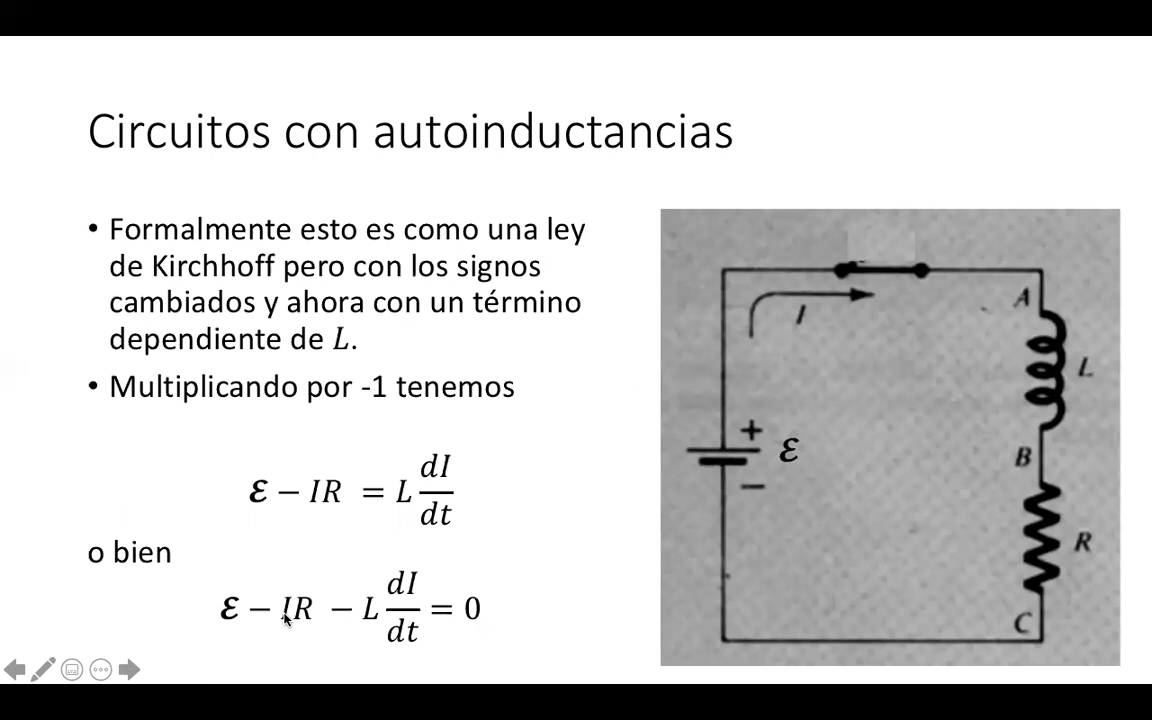 Circuitos con autoinductancias
• Formalmente esto es como una ley
de Kirchhoff pero con los signos
cambiados y ahora con un término
dependiente de L.
• Multiplicando por -1 tenemos
ℰ − IR = L dI/dt
o bien
ℰ − IR − L dI/dt = 0
I
A
L
+
ℰ
B
−
R
C